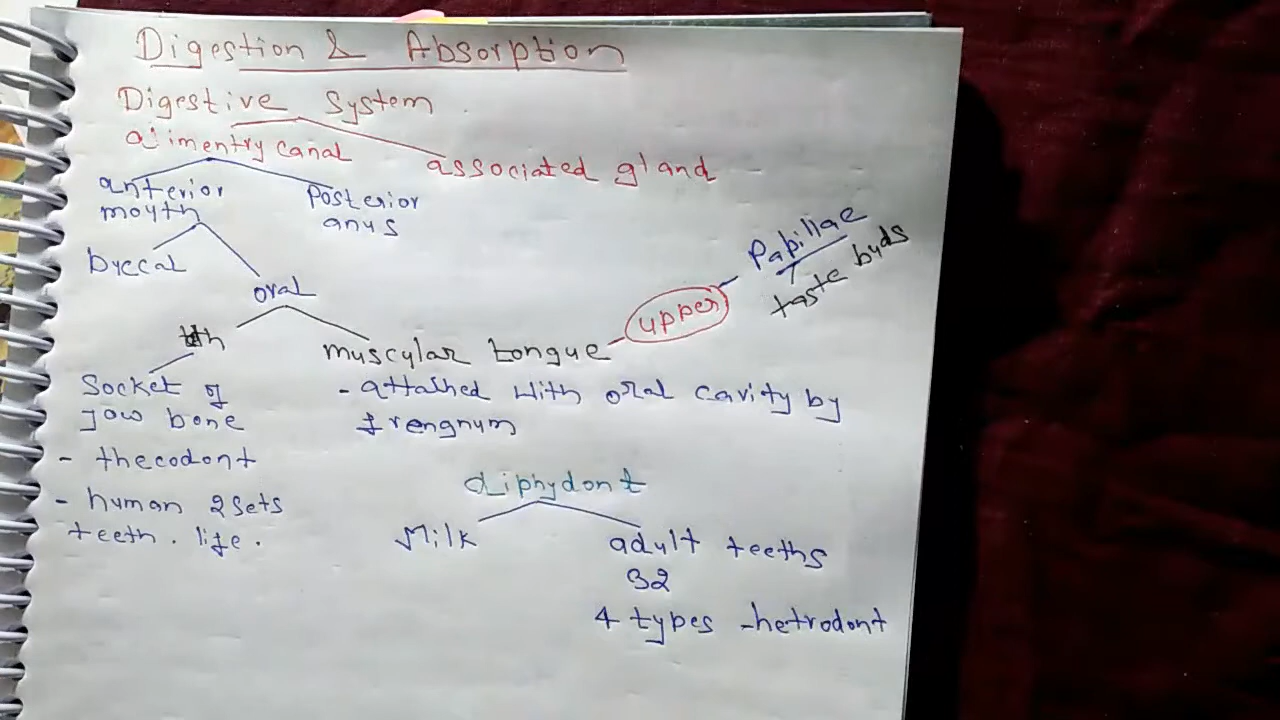 Digestion & Absorption
Digestive System
alimentry canal
associated gland
anterior
mouth
Posterior
anus
buccal
oral
Papillae
taste buds
upper
muscular tongue
- attathed with oral cavity by
frengnum
Socket of
jow bone
- thecodont
- human 2 sets
teeth. life.
diphydont
Milk
adult teeths
32
4 types - hetrodont